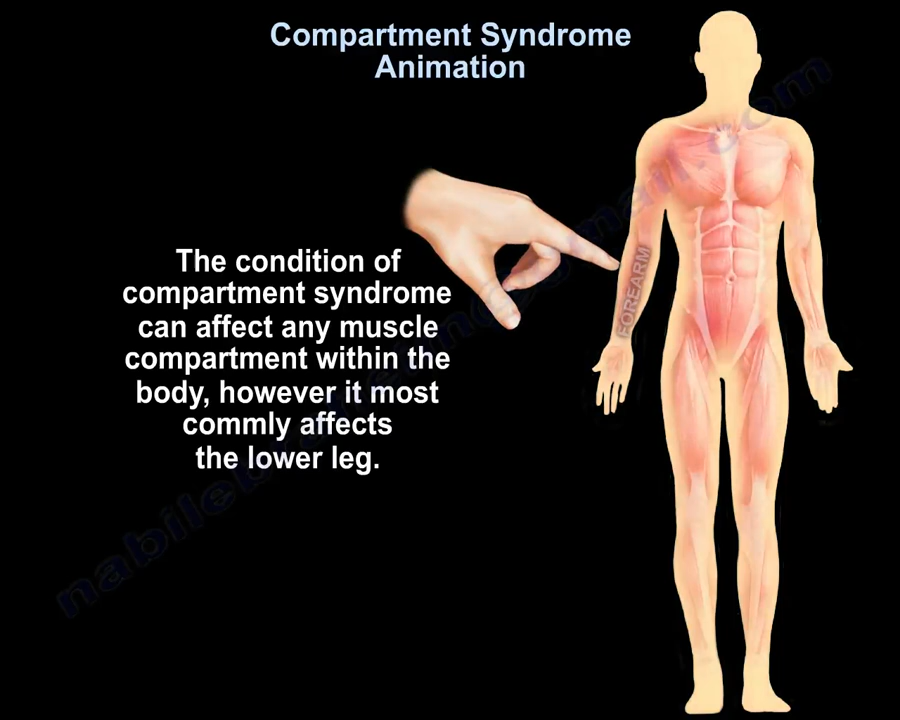 Compartment Syndrome
Animation
The condition of
compartment syndrome
can affect any muscle
compartment within the
body, however it most
commly affects
the lower leg.
FOREARM